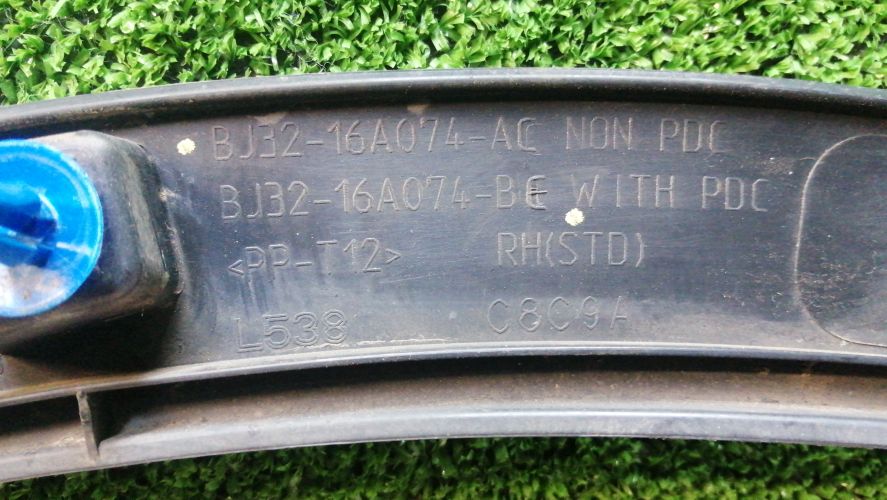 BJ32-16A074-AC NON PDC
BJ32-16A074-BC WITH PDC
<PP-T12> RH(STD)
L538 C8C9A